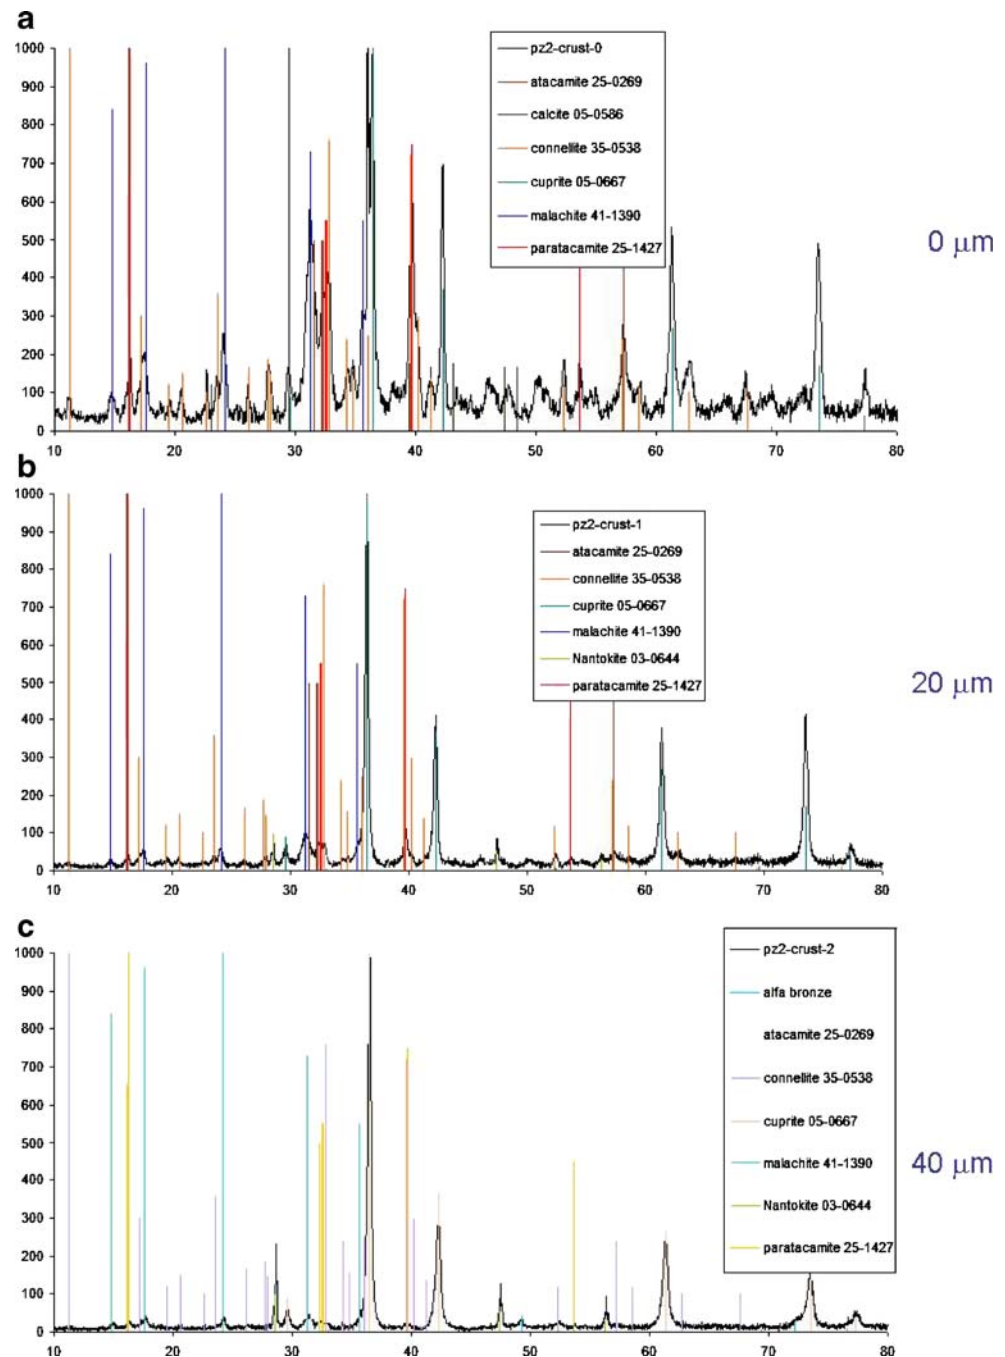 a
1000
900
800
700
600
500
400
300
200
100
0
10 20 30 40 50 60 70 80
pz2-crust-0
atacamite 25-0269
calcite 05-0586
connellite 35-0538
cuprite 05-0667
malachite 41-1390
paratacamite 25-1427
0 µm
b
1000
900
800
700
600
500
400
300
200
100
0
10 20 30 40 50 60 70 80
pz2-crust-1
atacamite 25-0269
connellite 35-0538
cuprite 05-0667
malachite 41-1390
Nantokite 03-0644
paratacamite 25-1427
20 µm
c
1000
900
800
700
600
500
400
300
200
100
0
10 20 30 40 50 60 70 80
pz2-crust-2
alfa bronze
atacamite 25-0269
connellite 35-0538
cuprite 05-0667
malachite 41-1390
Nantokite 03-0644
paratacamite 25-1427
40 µm